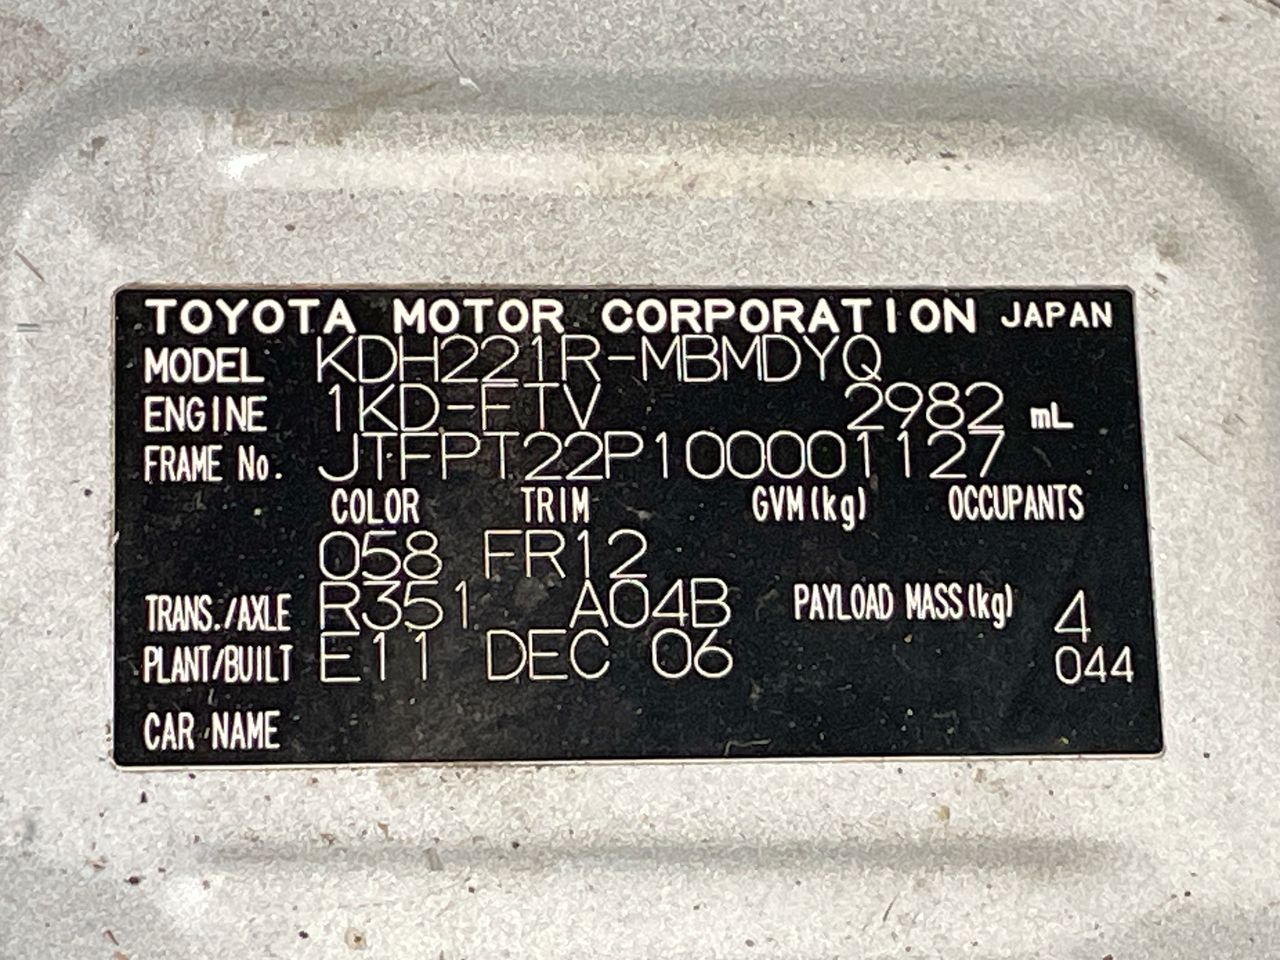 TOYOTA MOTOR CORPORATION JAPAN
MODEL KDH221R-MBMDYQ
ENGINE 1KD-FTV 2982 mL
FRAME No. JTFPT22P100001127
COLOR TRIM GVM(kg) OCCUPANTS
058 FR12
TRANS./AXLE R351 A04B PAYLOAD MASS(kg) 4
PLANT/BUILT E11 DEC 06 044
CAR NAME